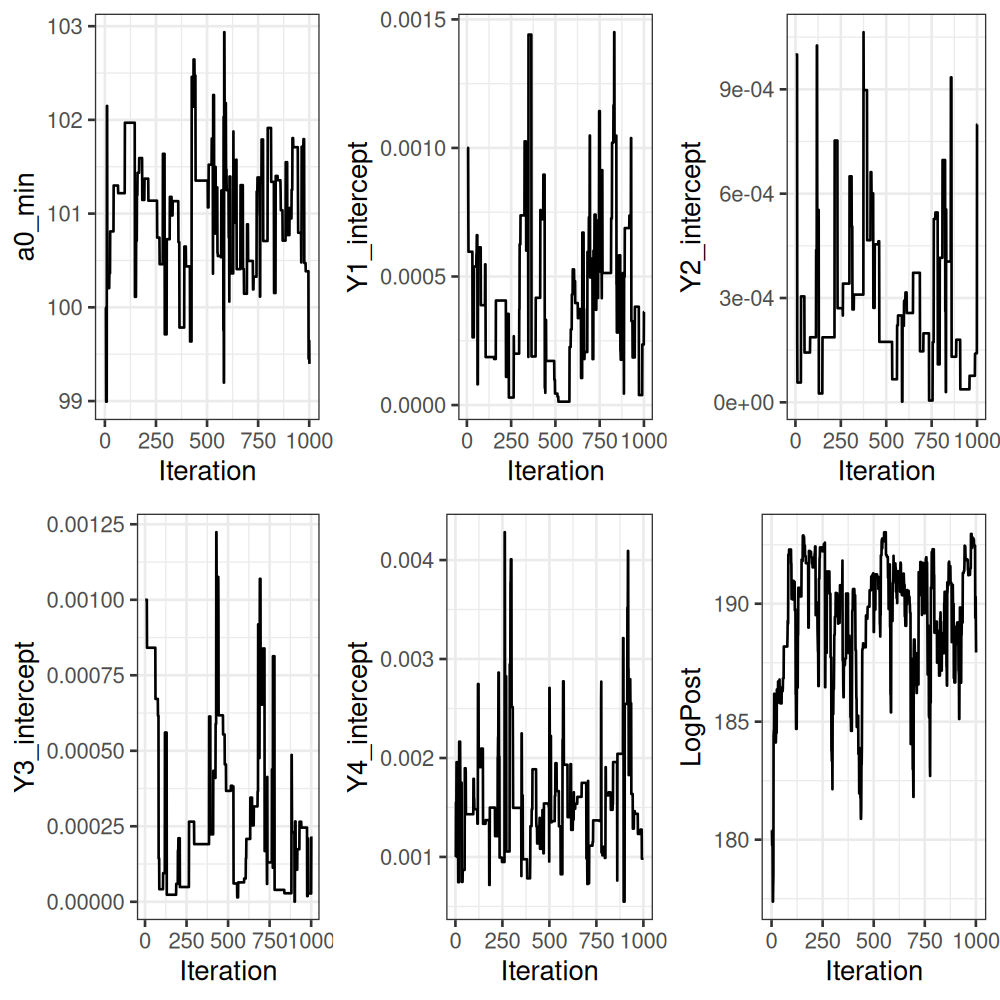 a0_min
103
102
101
100
99
0 250 500 750 1000
Iteration
Y1_intercept
0.0015
0.0010
0.0005
0.0000
0 250 500 750 1000
Iteration
Y2_intercept
9e-04
6e-04
3e-04
0e+00
0 250 500 750 1000
Iteration
Y3_intercept
0.00125
0.00100
0.00075
0.00050
0.00025
0.00000
0 250 500 750 1000
Iteration
Y4_intercept
0.004
0.003
0.002
0.001
0 250 500 750 1000
Iteration
LogPost
190
185
180
0 250 500 750 1000
Iteration